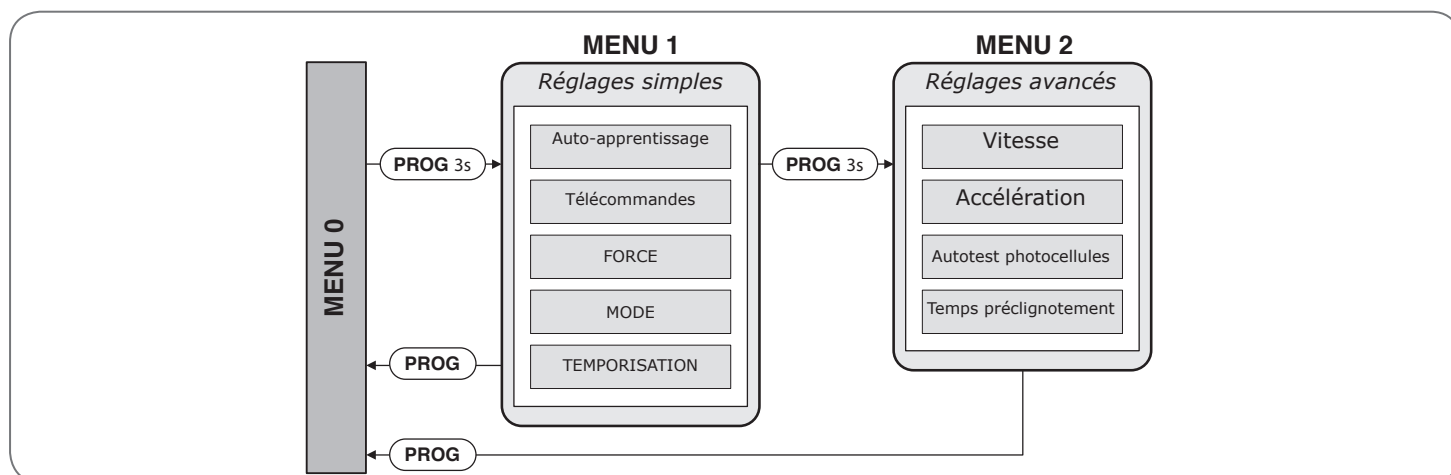 MENU 0
PROG 3s
PROG
PROG
MENU 1
Réglages simples
Auto-apprentissage
Télécommandes
FORCE
MODE
TEMPORISATION
PROG 3s
MENU 2
Réglages avancés
Vitesse
Accélération
Autotest photocellules
Temps préclignotement